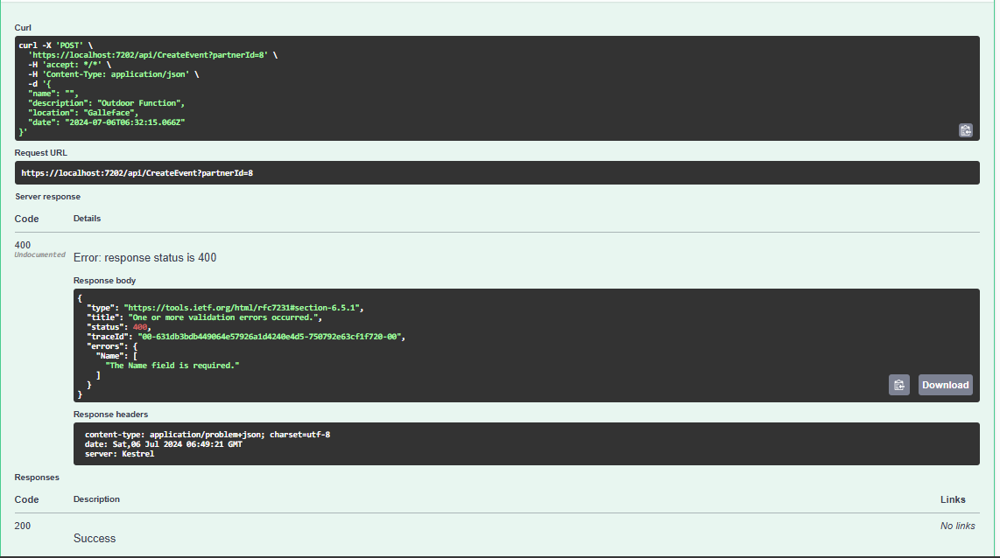 Curl
curl -X 'POST' \
'https://localhost:7202/api/CreateEvent?partnerId=8' \
-H 'accept: */*' \
-H 'Content-Type: application/json' \
-d '{
"name": "",
"description": "Outdoor Function",
"location": "Galleface",
"date": "2024-07-06T06:32:15.066Z"
}'
Request URL
https://localhost:7202/api/CreateEvent?partnerId=8
Server response
Code Details
400
Undocumented
Error: response status is 400
Response body
{
"type": "https://tools.ietf.org/html/rfc7231#section-6.5.1",
"title": "One or more validation errors occurred.",
"status": 400,
"traceId": "00-631db3bdb449064e57926a1d4240e4d5-750792e63cf1f720-00",
"errors": {
"Name": [
"The Name field is required."
]
}
}
Download
Response headers
content-type: application/problem+json; charset=utf-8
date: Sat,06 Jul 2024 06:49:21 GMT
server: Kestrel
Responses
Code Description Links
200 No links
Success